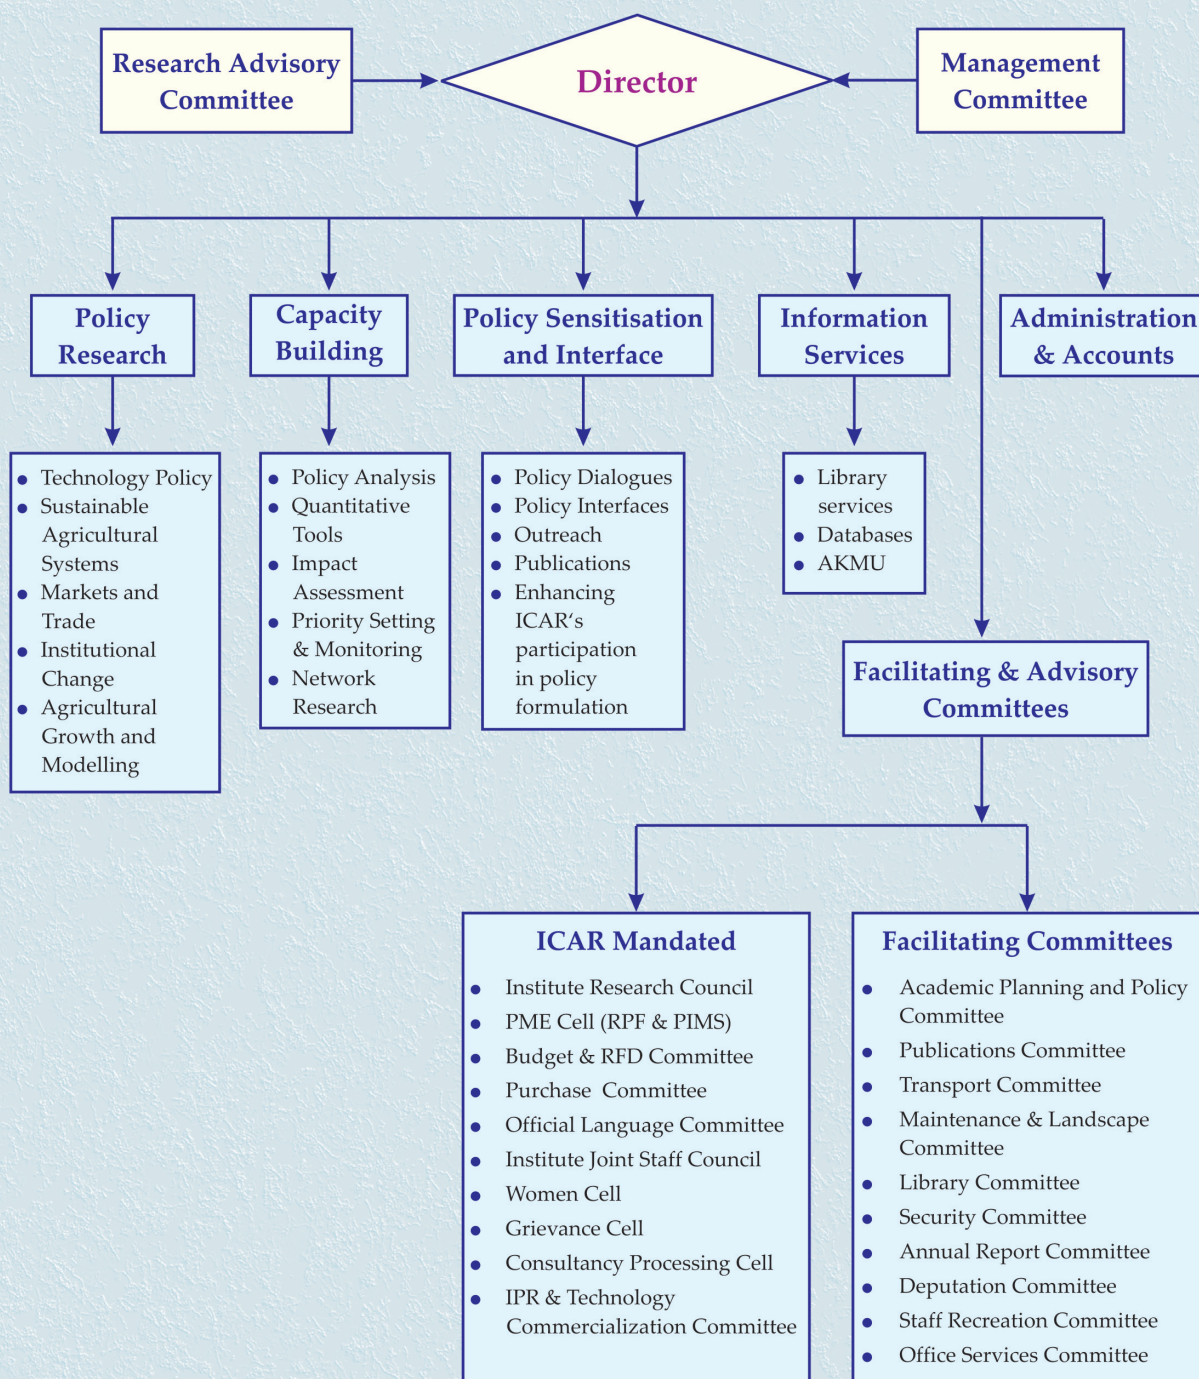 Research Advisory
Committee
Director
Management
Committee
Policy
Research
Capacity
Building
Policy Sensitisation
and Interface
Information
Services
Administration
& Accounts
• Technology Policy
• Sustainable
Agricultural
Systems
• Markets and
Trade
• Institutional
Change
• Agricultural
Growth and
Modelling
• Policy Analysis
• Quantitative
Tools
• Impact
Assessment
• Priority Setting
& Monitoring
• Network
Research
• Policy Dialogues
• Policy Interfaces
• Outreach
• Publications
• Enhancing
ICAR‘s
participation
in policy
formulation
• Library
services
• Databases
• AKMU
Facilitating & Advisory
Committees
ICAR Mandated
• Institute Research Council
• PME Cell (RPF & PIMS)
• Budget & RFD Committee
• Purchase Committee
• Official Language Committee
• Institute Joint Staff Council
• Women Cell
• Grievance Cell
• Consultancy Processing Cell
• IPR & Technology
Commercialization Committee
Facilitating Committees
• Academic Planning and Policy
Committee
• Publications Committee
• Transport Committee
• Maintenance & Landscape
Committee
• Library Committee
• Security Committee
• Annual Report Committee
• Deputation Committee
• Staff Recreation Committee
• Office Services Committee